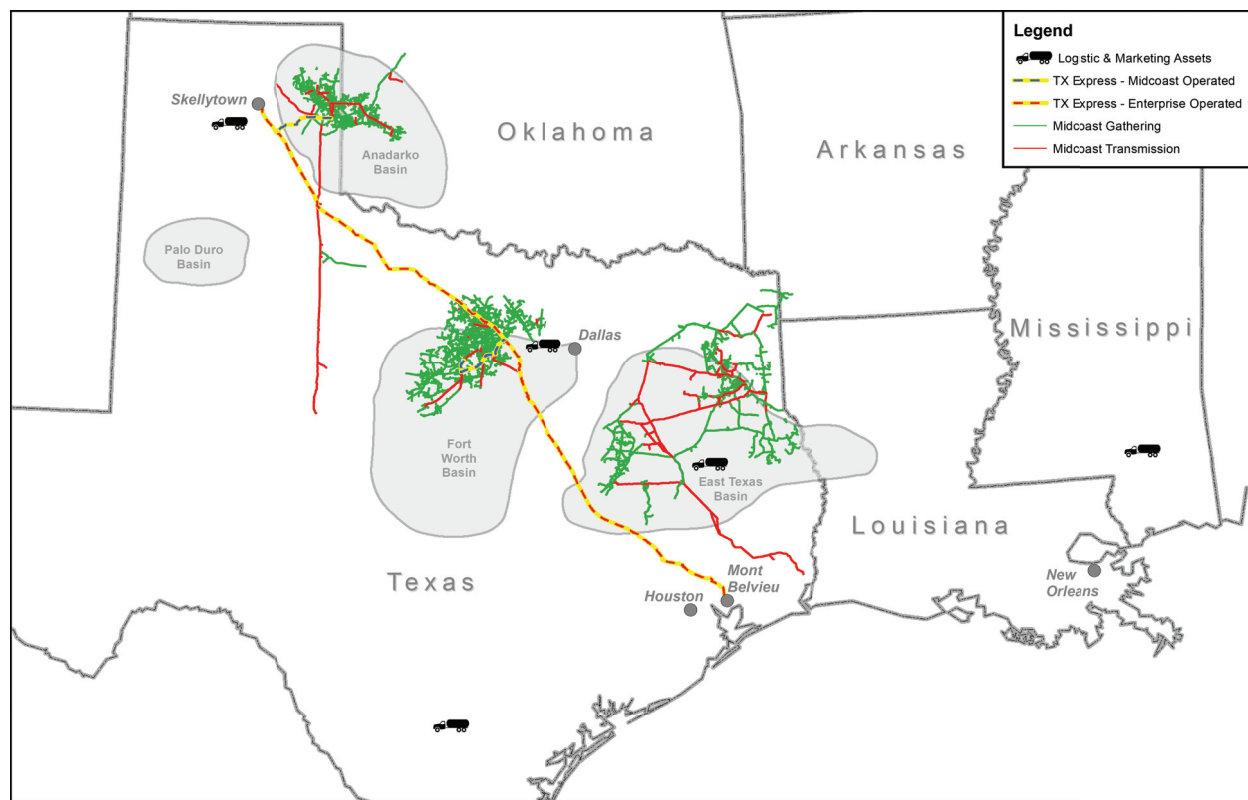 Legend
Logistic & Marketing Assets
TX Express - Midcoast Operated
TX Express - Enterprise Operated
Midcoast Gathering
Midcoast Transmission
Skellytown
Oklahoma
Arkansas
Anadarko
Basin
Palo Duro
Basin
Mississippi
Dallas
Fort
Worth
Basin
East Texas
Basin
Louisiana
Texas
Mont
Belvieu
Houston
New
Orleans